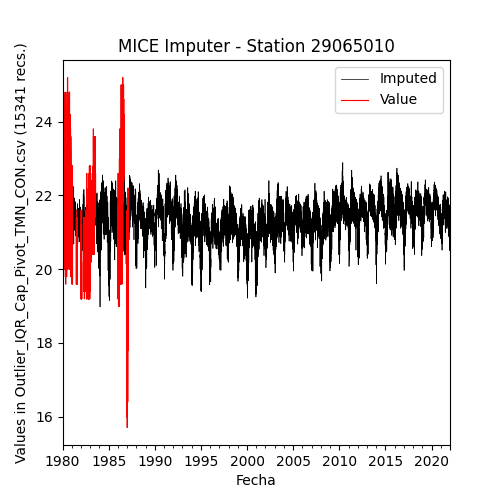 MICE Imputer - Station 29065010
Values in Outlier_IQR_Cap_Pivot_TMN_CON.csv (15341 recs.)
Imputed
Value
24
22
20
18
16
1980 1985 1990 1995 2000 2005 2010 2015 2020
Fecha